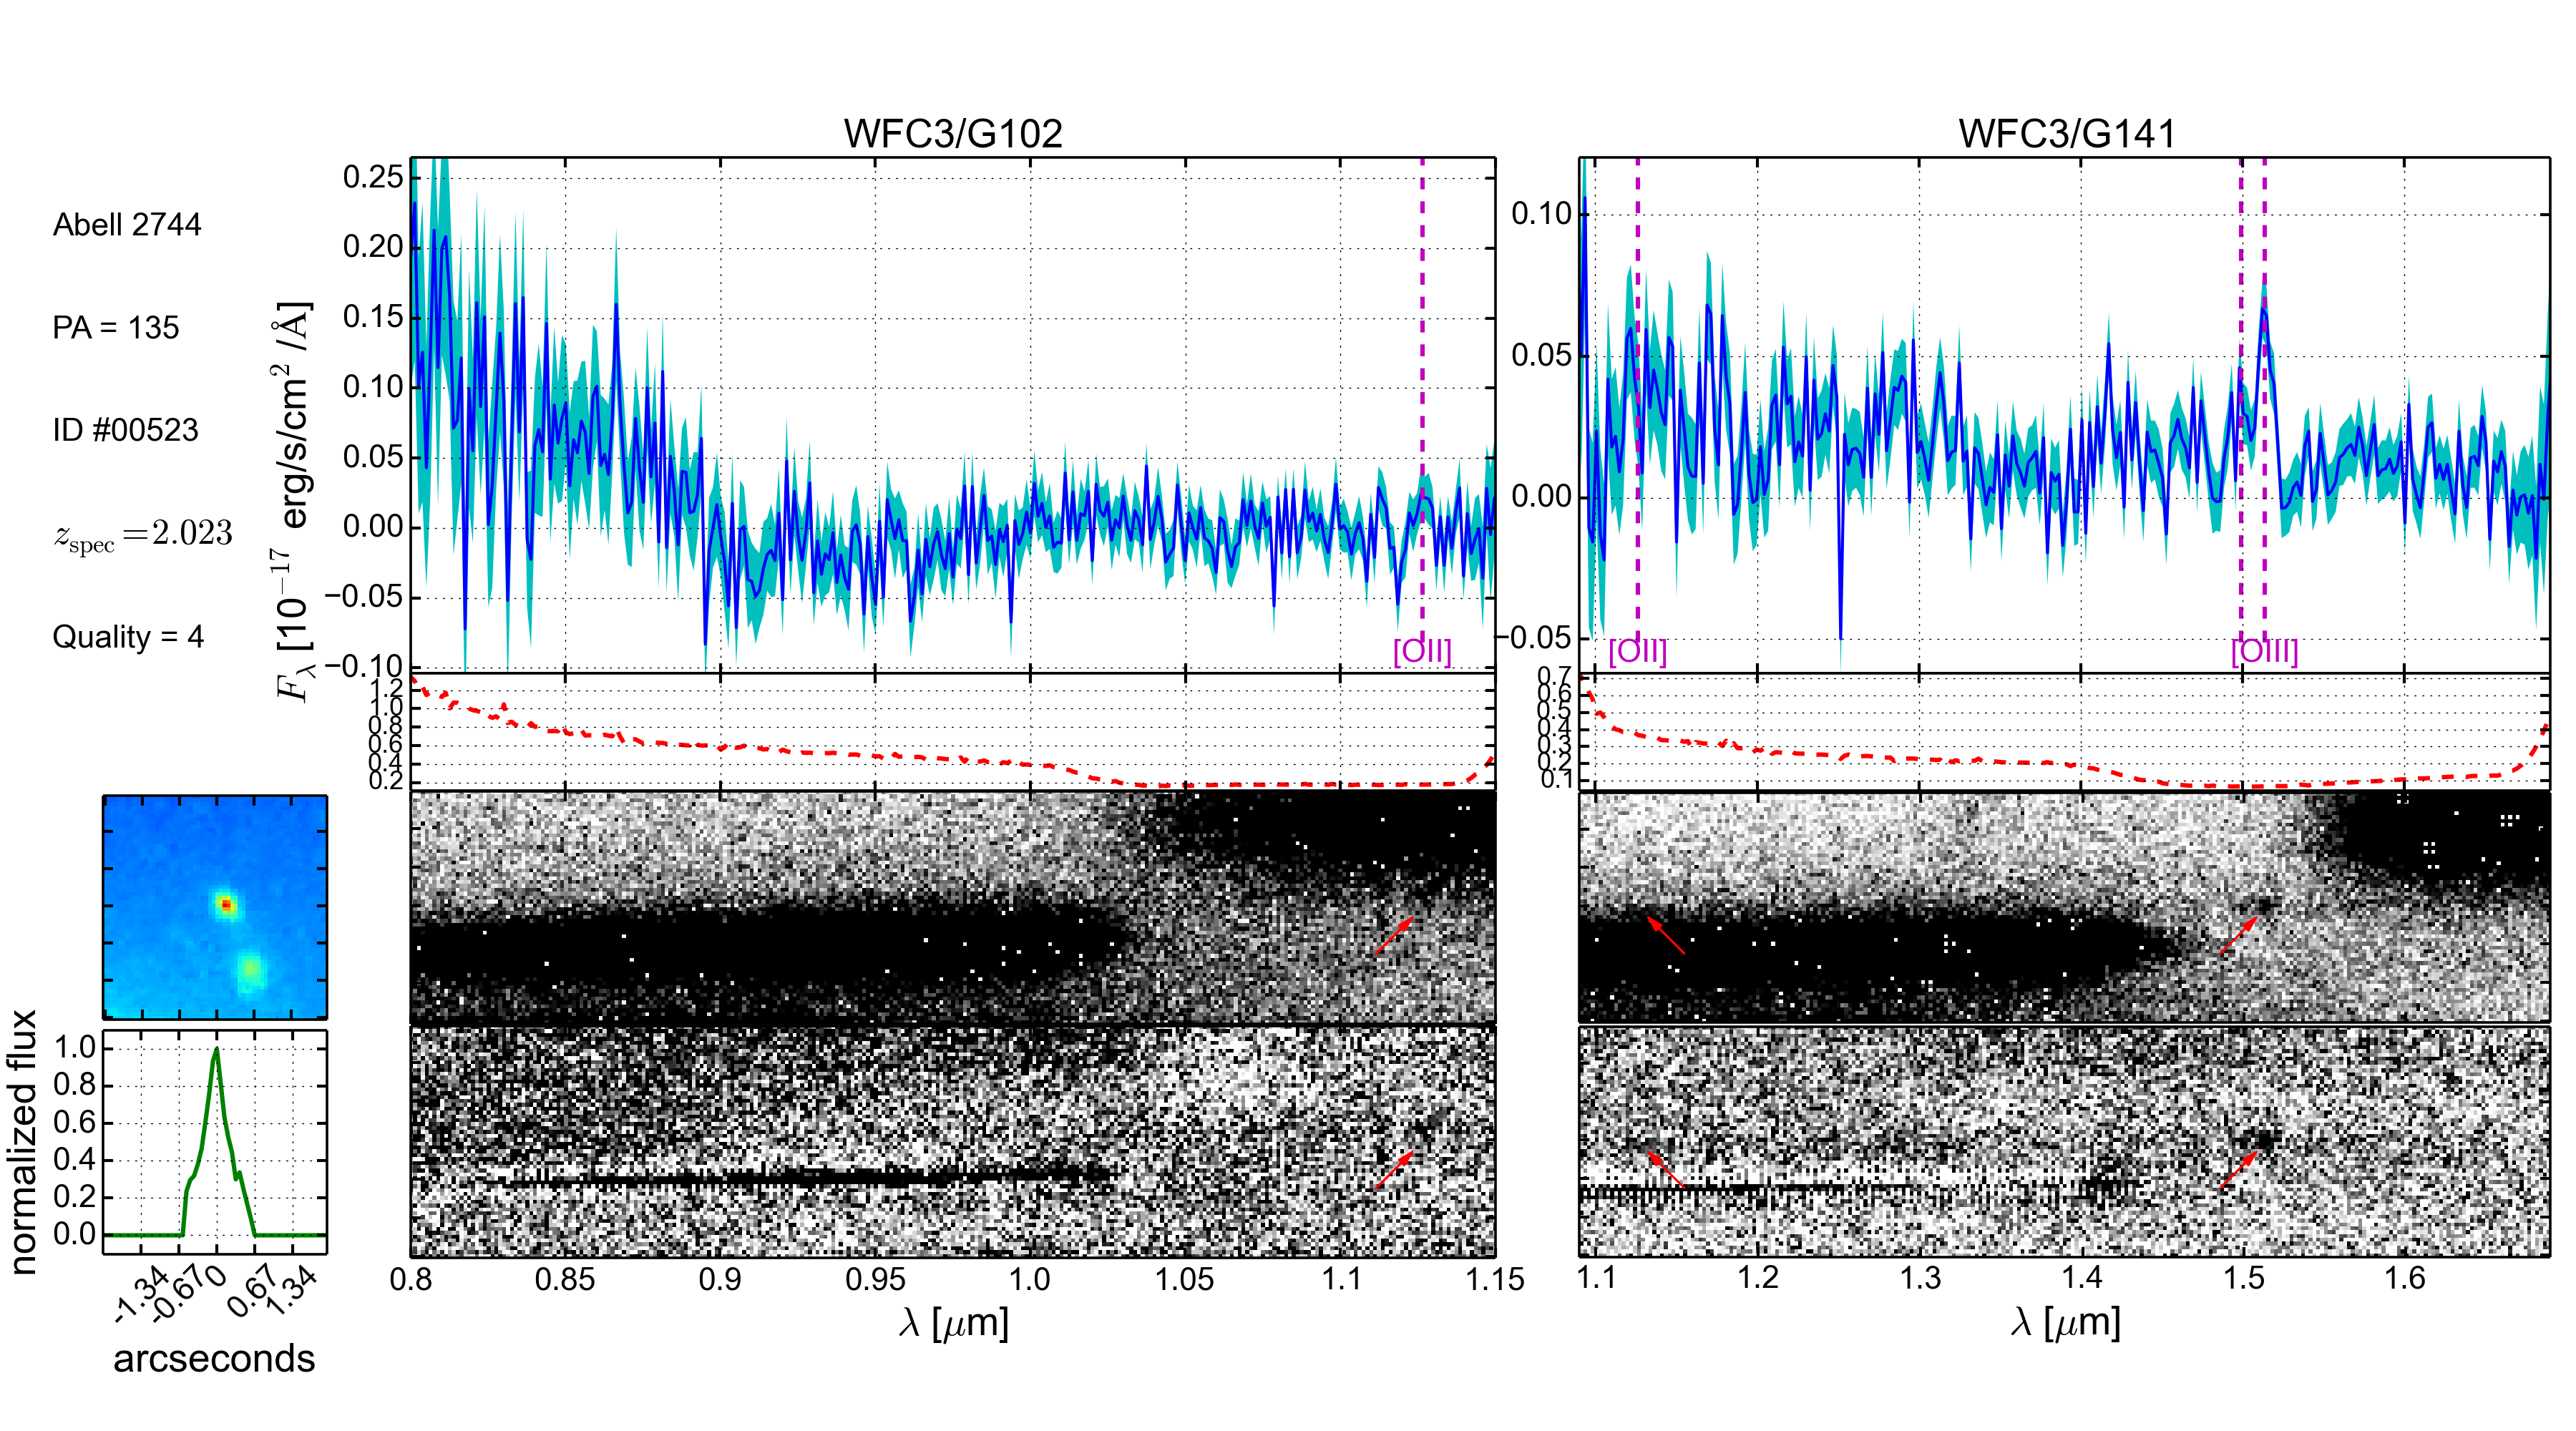 WFC3/G102
WFC3/G141
Abell 2744
PA = 135
ID #00523
z_spec=2.023
Quality = 4
F_λ [10⁻¹⁷ erg/s/cm² /Å]
0.25
0.20
0.15
0.10
0.05
0.00
−0.05
−0.10
[OII]
0.10
0.05
0.00
−0.05
[OII]
[OIII]
1.2
1.0
0.8
0.6
0.4
0.2
0.7
0.6
0.5
0.4
0.3
0.2
0.1
normalized flux
1.0
0.8
0.6
0.4
0.2
0.0
-1.34 -0.67 0 0.67 1.34
arcseconds
0.8 0.85 0.9 0.95 1.0 1.05 1.1 1.15
λ [μm]
1.1 1.2 1.3 1.4 1.5 1.6
λ [μm]